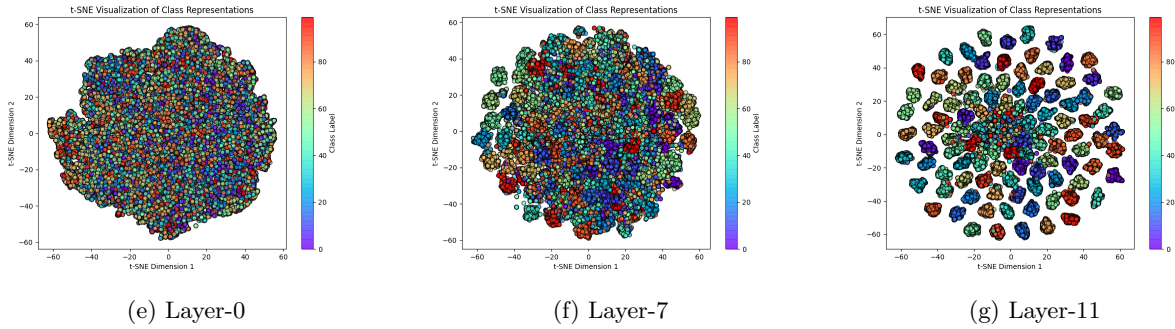 t-SNE Visualization of Class Representations
t-SNE Visualization of Class Representations
t-SNE Visualization of Class Representations
60
40
20
0
−20
−40
−60
t-SNE Dimension 2
−60 −40 −20 0 20 40 60
t-SNE Dimension 1
80
60
40
20
0
Class Label
60
40
20
0
−20
−40
−60
t-SNE Dimension 2
−60 −40 −20 0 20 40 60
t-SNE Dimension 1
80
60
40
20
0
Class Label
60
40
20
0
−20
−40
−60
t-SNE Dimension 2
−60 −40 −20 0 20 40 60
t-SNE Dimension 1
80
60
40
20
0
(e) Layer-0
(f) Layer-7
(g) Layer-11